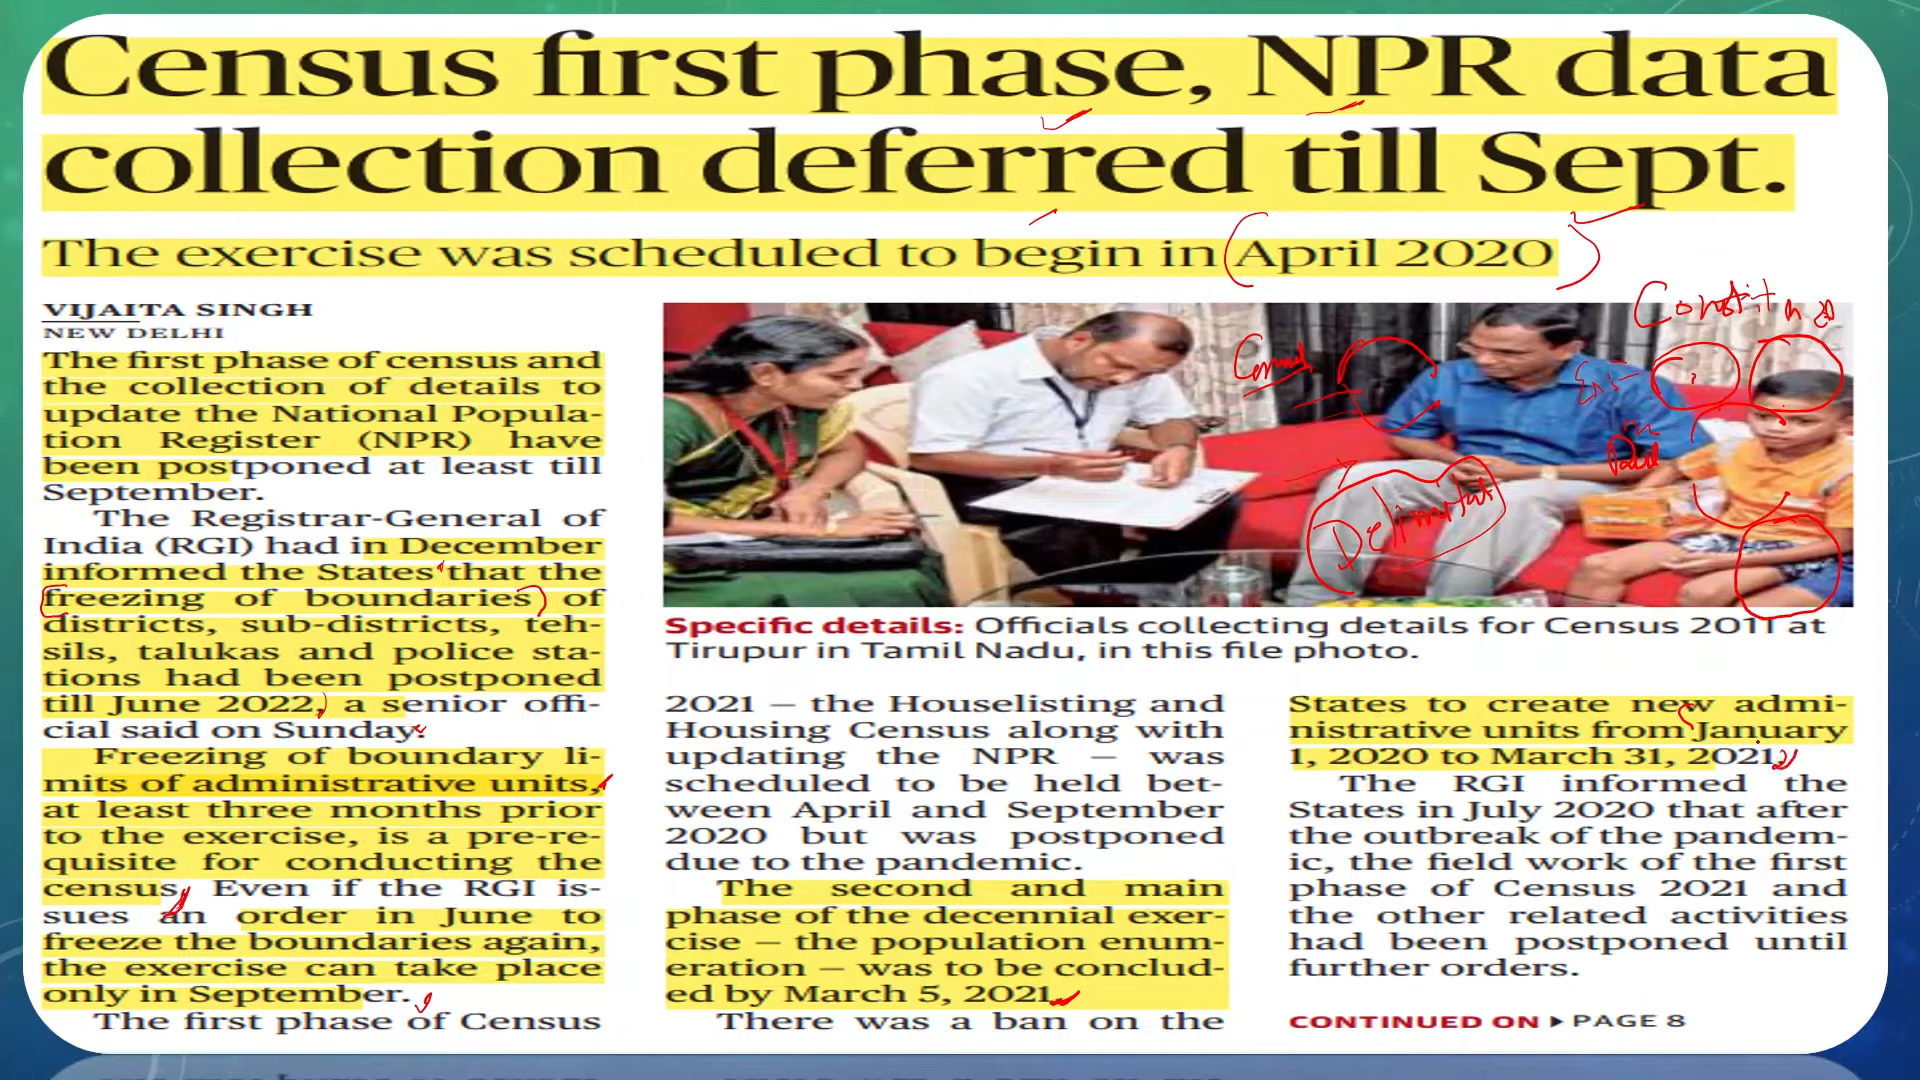 Census first phase, NPR data
collection deferred till Sept.
The exercise was scheduled to begin in April 2020
VIJAITA SINGH
NEW DELHI
The first phase of census and
the collection of details to
update the National Popula-
tion Register (NPR) have
been postponed at least till
September.
The Registrar-General of
India (RGI) had in December
informed the States that the
freezing of boundaries of
districts, sub-districts, teh-
sils, talukas and police sta-
tions had been postponed
till June 2022, a senior offi-
cial said on Sunday.
Freezing of boundary li-
mits of administrative units,
at least three months prior
to the exercise, is a pre-re-
quisite for conducting the
census. Even if the RGI is-
sues an order in June to
freeze the boundaries again,
the exercise can take place
only in September.
The first phase of Census
Delimitat
Specific details: Officials collecting details for Census 2011 at
Tirupur in Tamil Nadu, in this file photo.
2021 – the Houselisting and
Housing Census along with
updating the NPR – was
scheduled to be held bet-
ween April and September
2020 but was postponed
due to the pandemic.
The second and main
phase of the decennial exer-
cise – the population enum-
eration – was to be conclud-
ed by March 5, 2021.
There was a ban on the
States to create new admi-
nistrative units from January
1, 2020 to March 31, 2021.
The RGI informed the
States in July 2020 that after
the outbreak of the pandem-
ic, the field work of the first
phase of Census 2021 and
the other related activities
had been postponed until
further orders.
CONTINUED ON ▸ PAGE 8